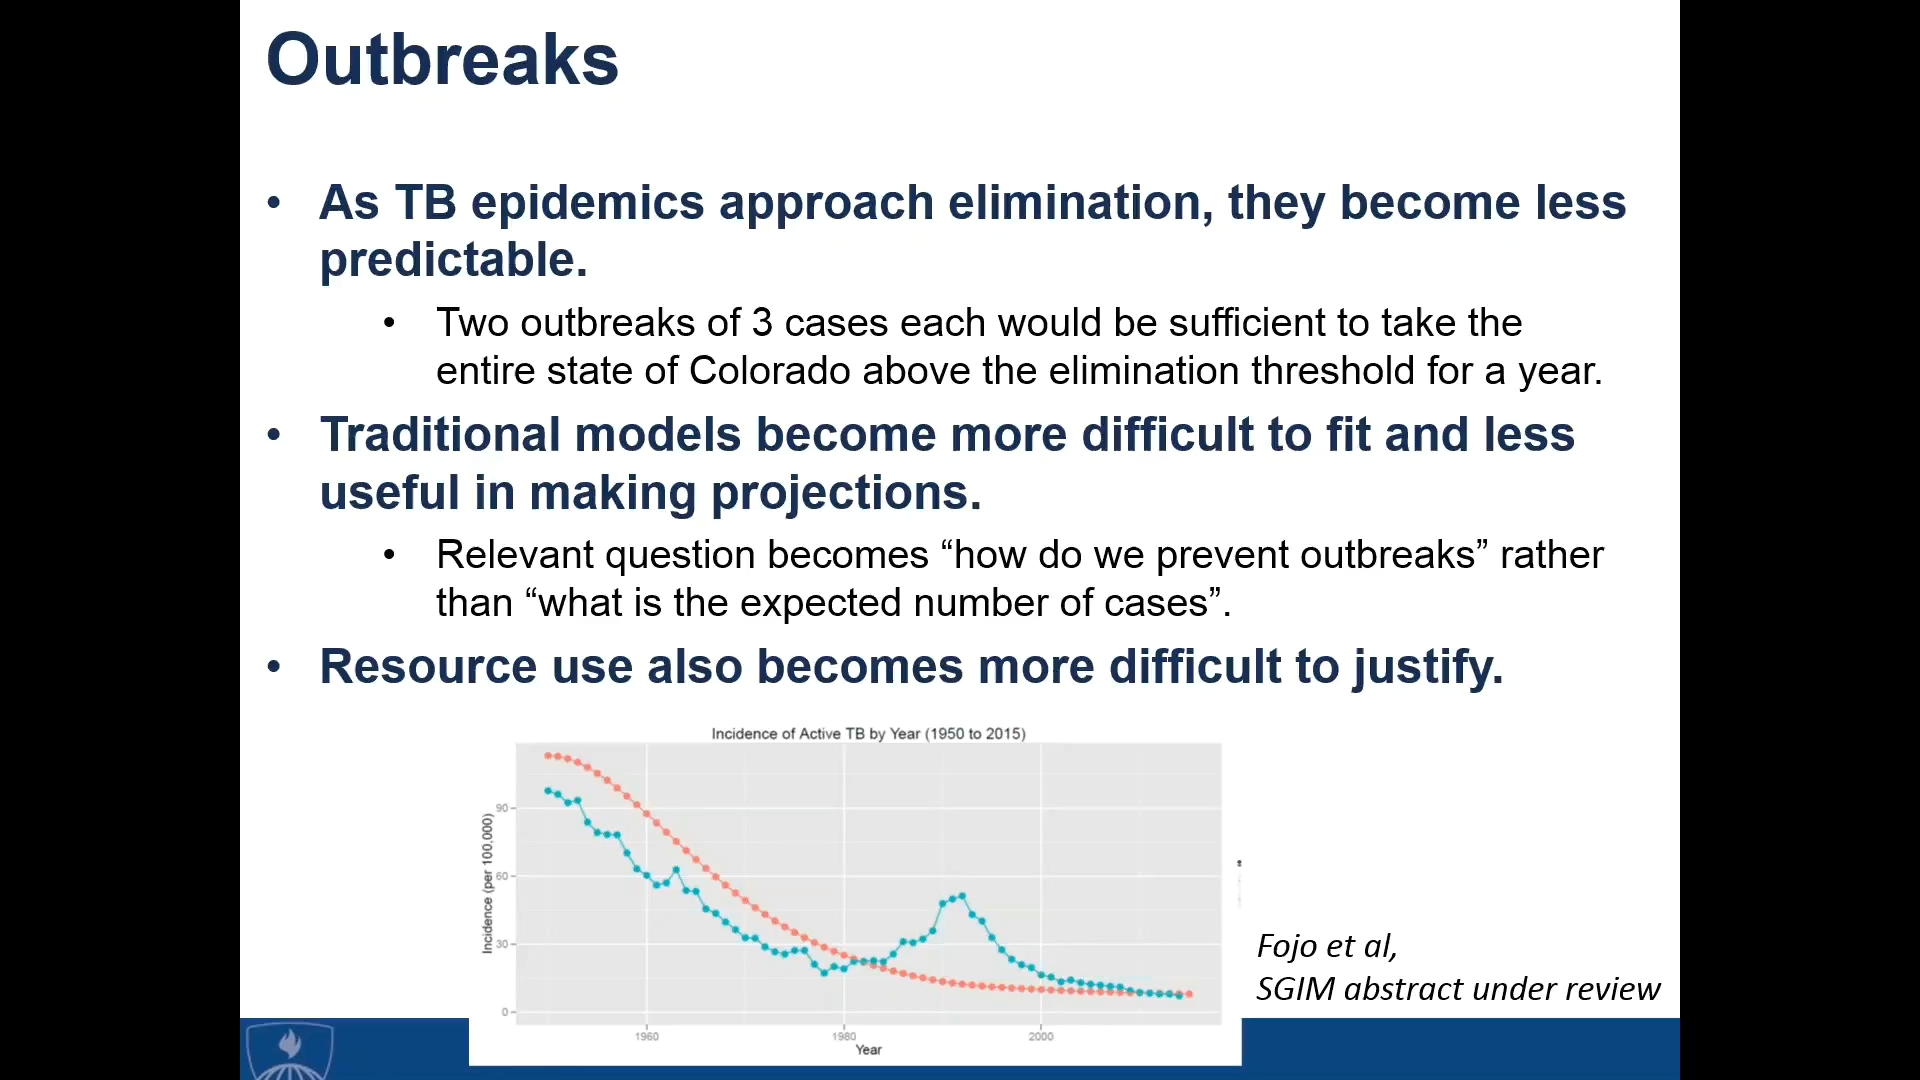 Outbreaks
• As TB epidemics approach elimination, they become less
predictable.
• Two outbreaks of 3 cases each would be sufficient to take the
entire state of Colorado above the elimination threshold for a year.
• Traditional models become more difficult to fit and less
useful in making projections.
• Relevant question becomes “how do we prevent outbreaks” rather
than “what is the expected number of cases”.
• Resource use also becomes more difficult to justify.
Incidence of Active TB by Year (1950 to 2015)
Incidence (per 100,000)
90
60
30
0
1960
1980
2000
Year
Fojo et al,
SGIM abstract under review